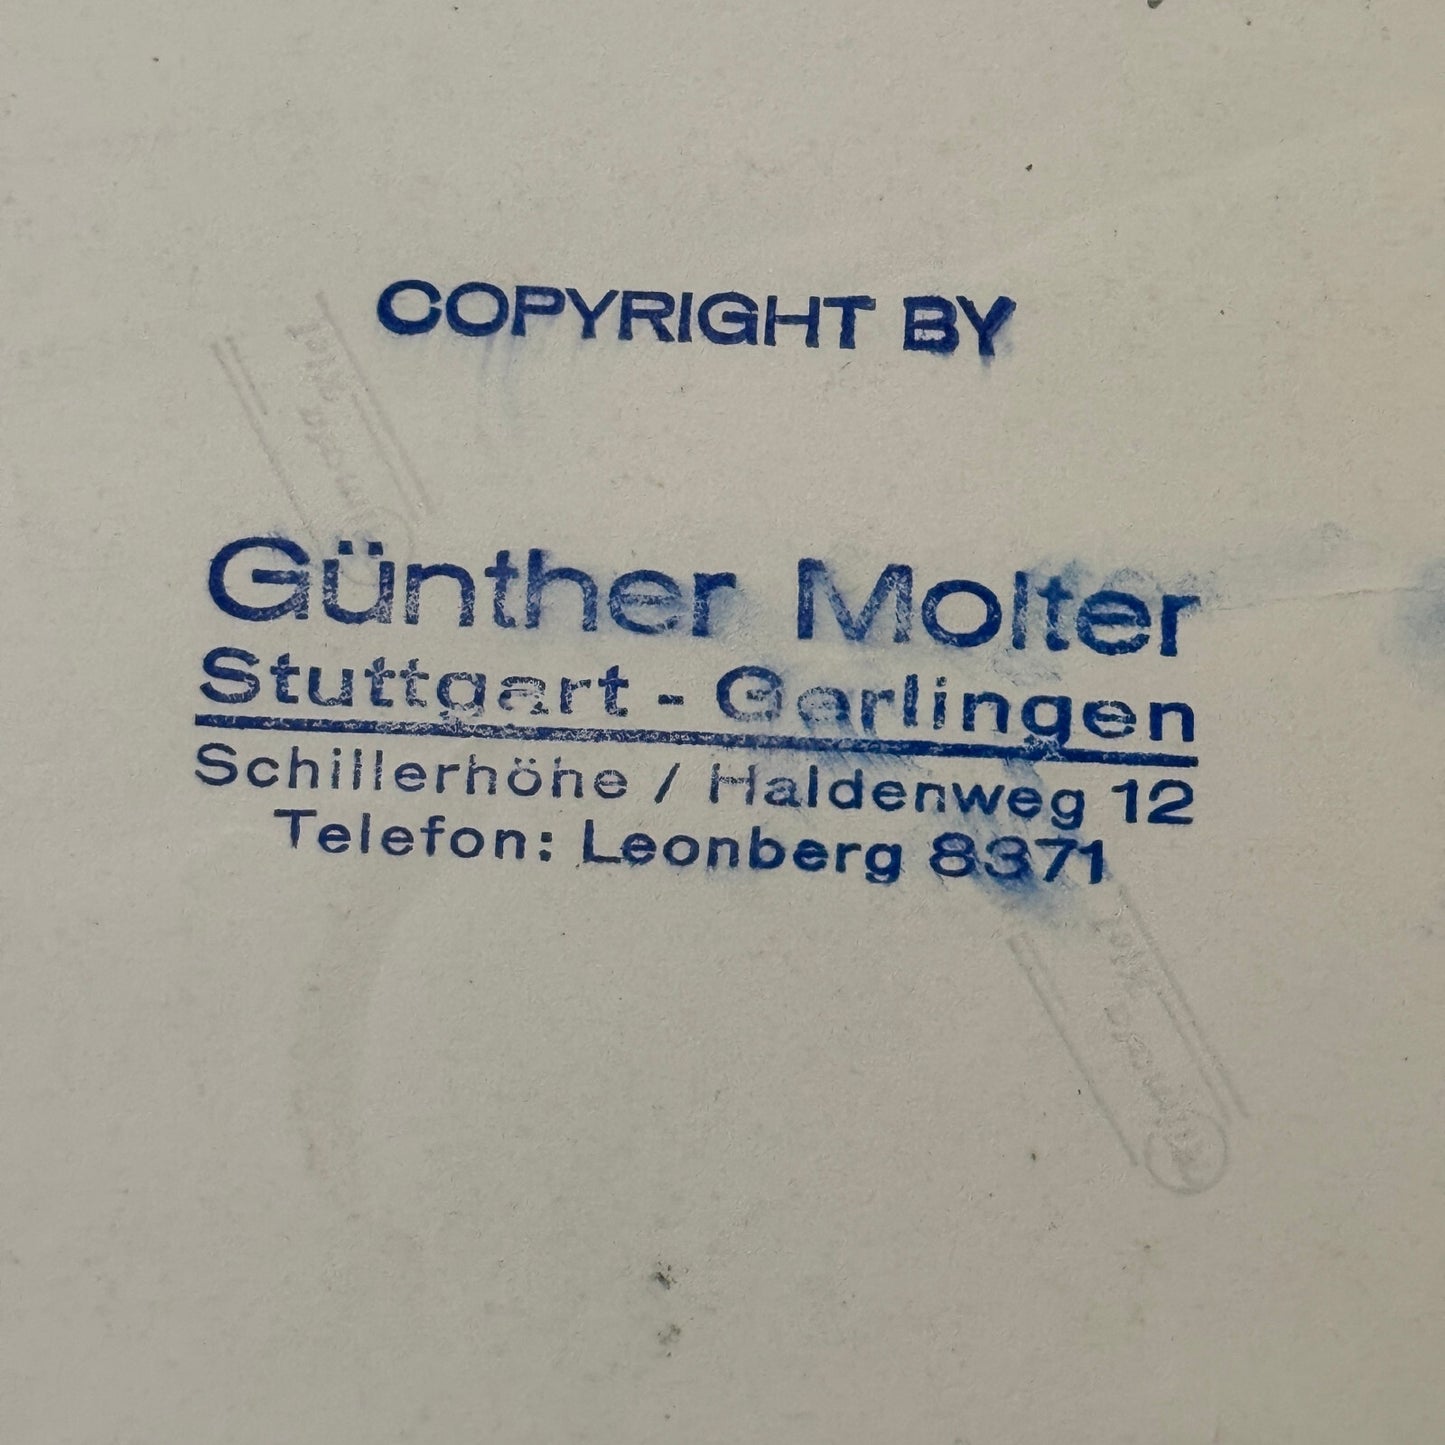 COPYRIGHT BY
Günther Molter
Stuttgart - Gerlingen
Schillerhöhe / Haldenweg 12
Telefon: Leonberg 8371